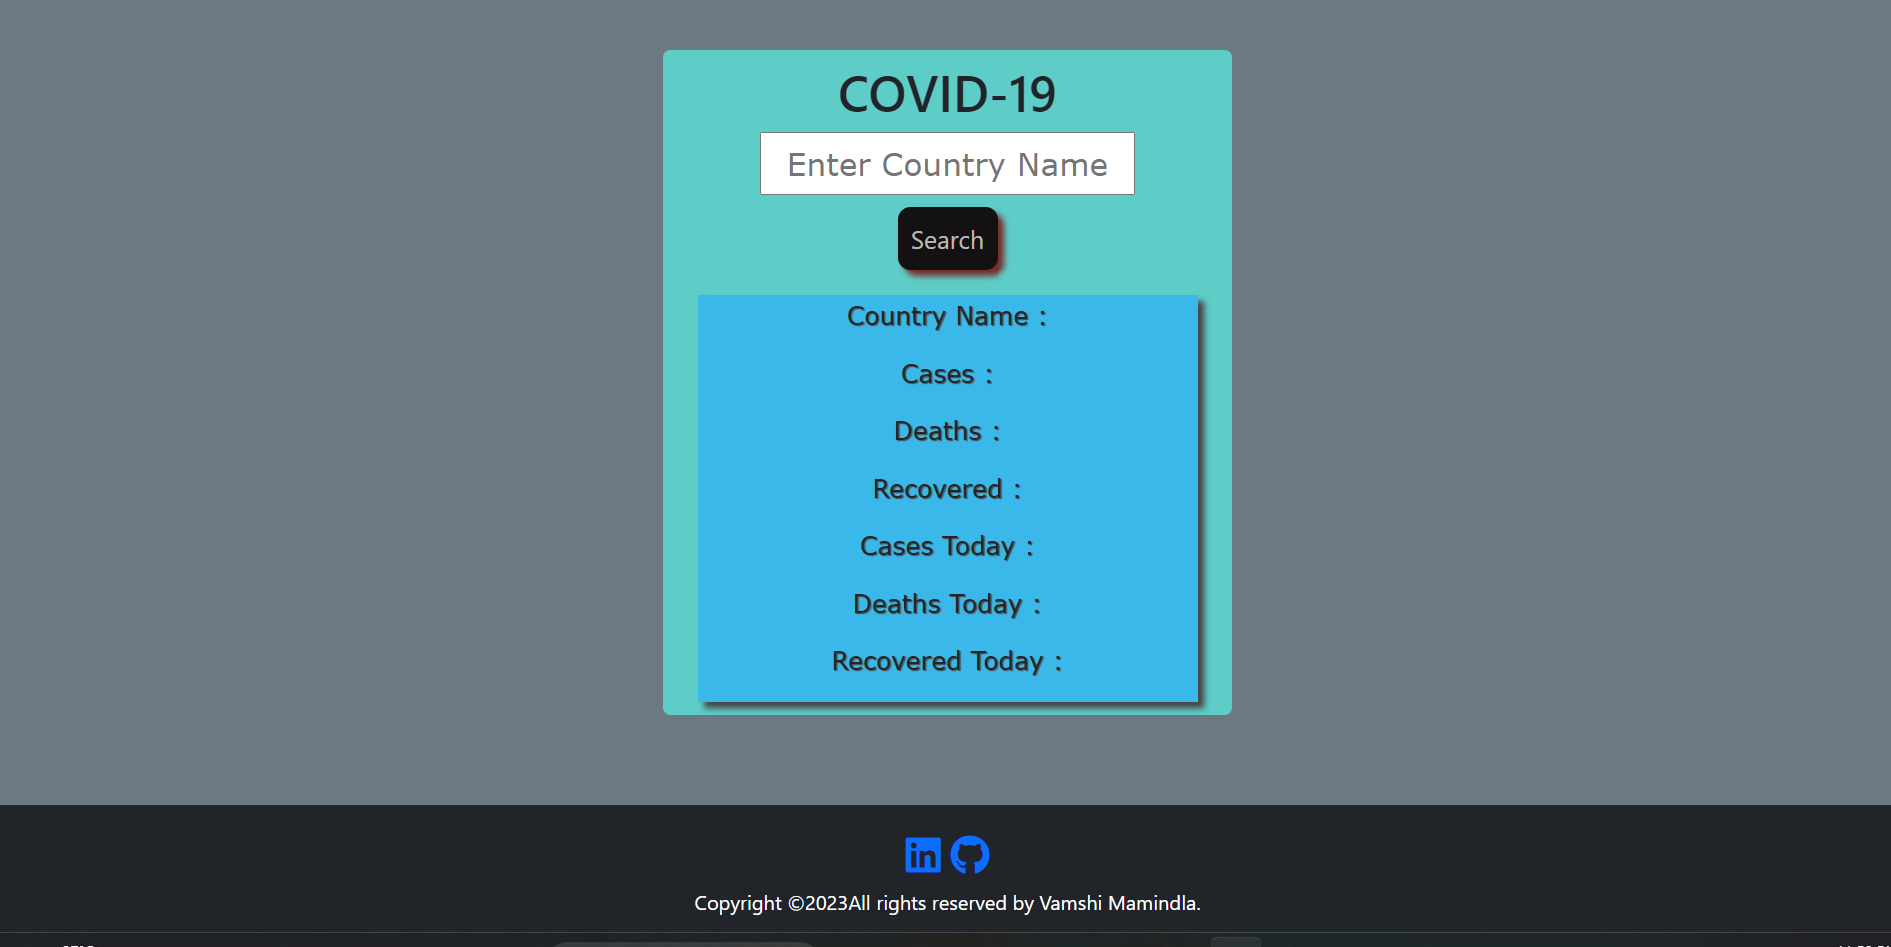 COVID-19
Enter Country Name
Search
Country Name :
Cases :
Deaths :
Recovered :
Cases Today :
Deaths Today :
Recovered Today :
in
Copyright ©2023All rights reserved by Vamshi Mamindla.